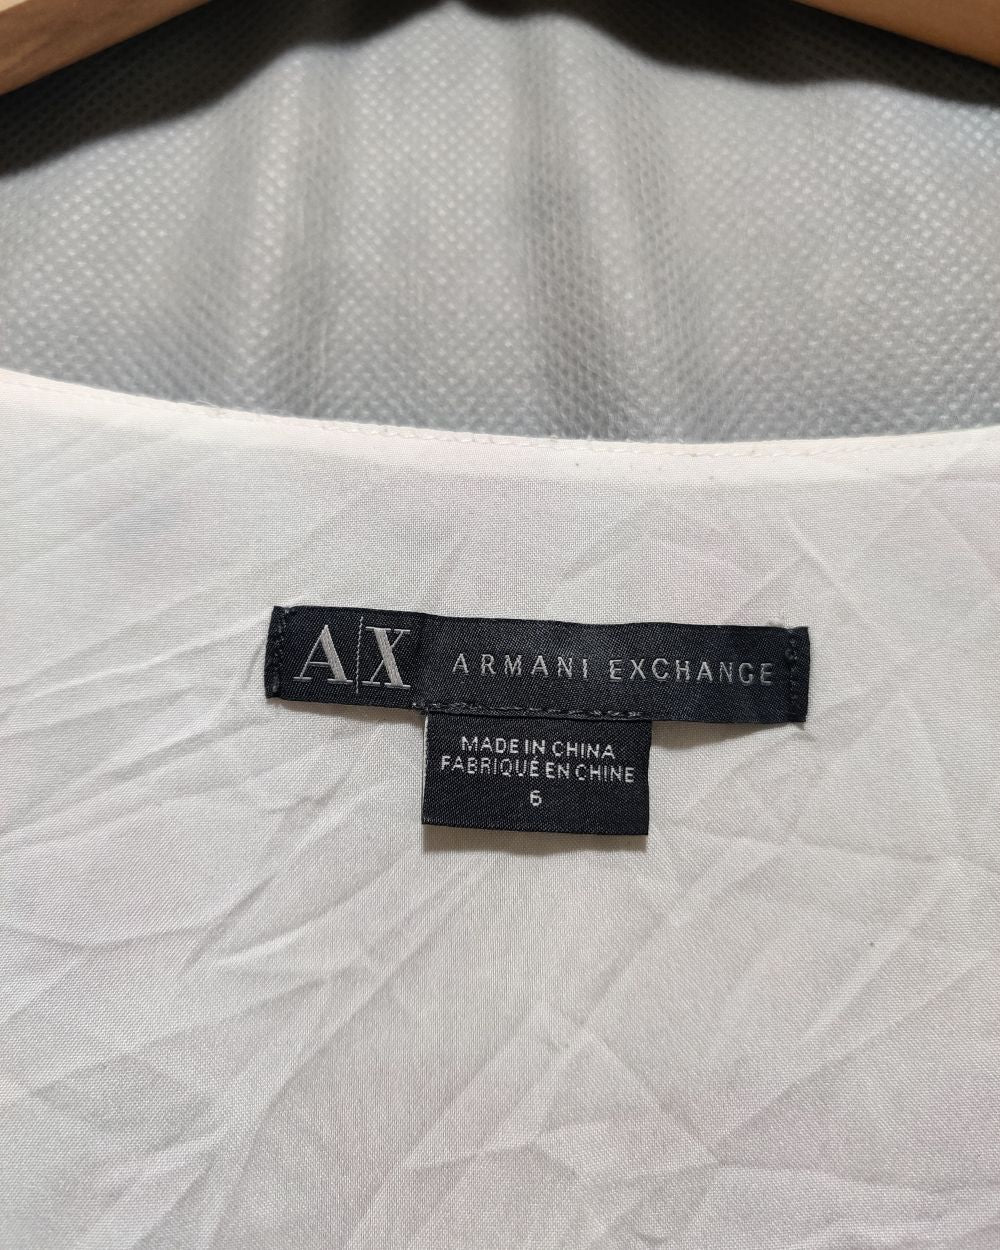 A|X ARMANI EXCHANGE
MADE IN CHINA
FABRIQUÉ EN CHINE
6